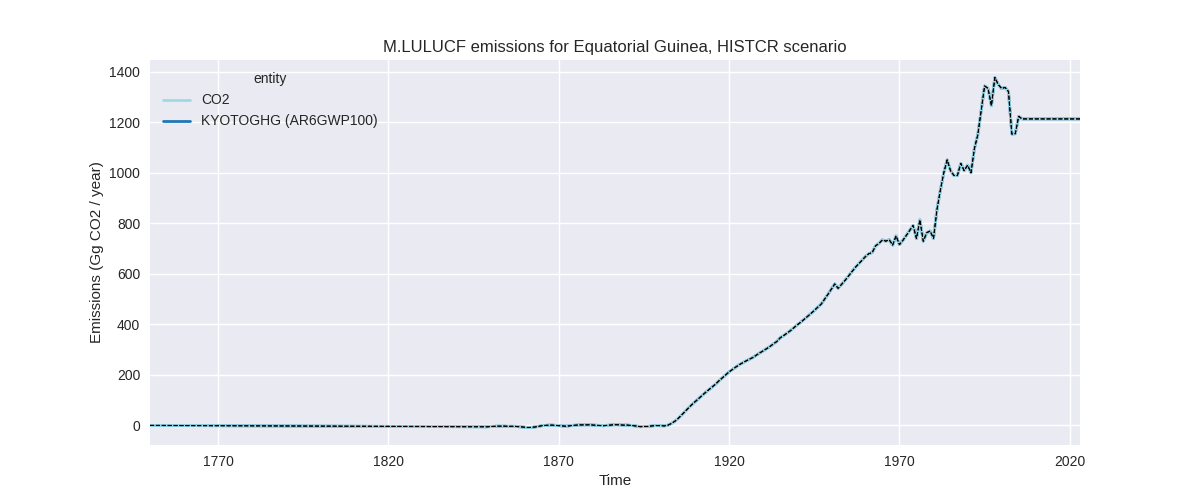 M.LULUCF emissions for Equatorial Guinea, HISTCR scenario
entity
CO2
KYOTOGHG (AR6GWP100)
Emissions (Gg CO2 / year)
1400
1200
1000
800
600
400
200
0
1770 1820 1870 1920 1970 2020
Time